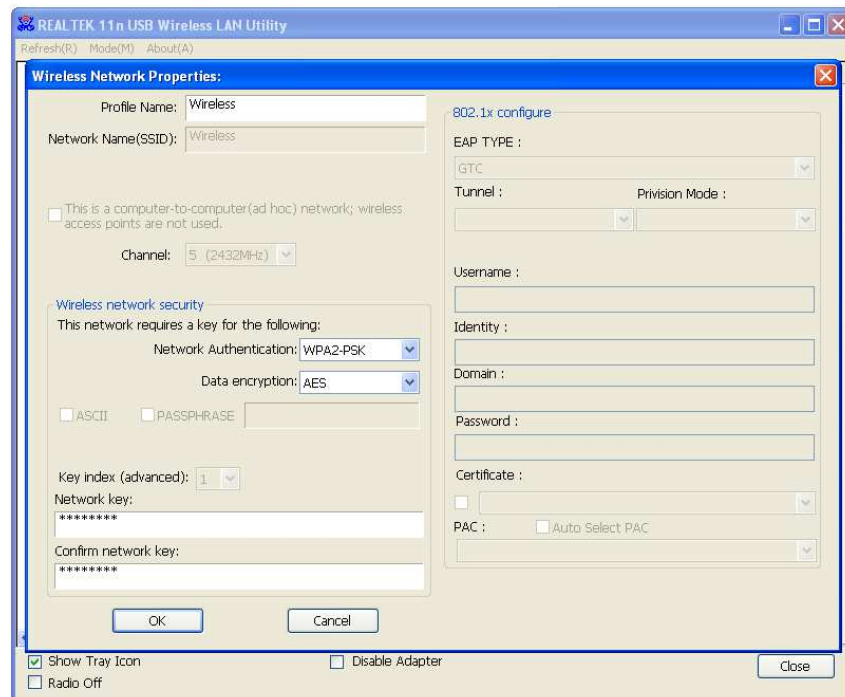 REALTEK 11n USB Wireless LAN Utility
Refresh(R) Mode(M) About(A)
Wireless Network Properties:
Profile Name: Wireless
Network Name(SSID): Wireless
This is a computer-to-computer(ad hoc) network; wireless
access points are not used.
Channel: 5 (2432MHz)
Wireless network security
This network requires a key for the following:
Network Authentication: WPA2-PSK
Data encryption: AES
ASCII PASSPHRASE
Key index (advanced): 1
Network key:
********
Confirm network key:
********
OK Cancel
802.1x configure
EAP TYPE :
GTC
Tunnel : Privision Mode :
Username :
Identity :
Domain :
Password :
Certificate :
PAC : Auto Select PAC
Show Tray Icon Disable Adapter
Radio Off
Close